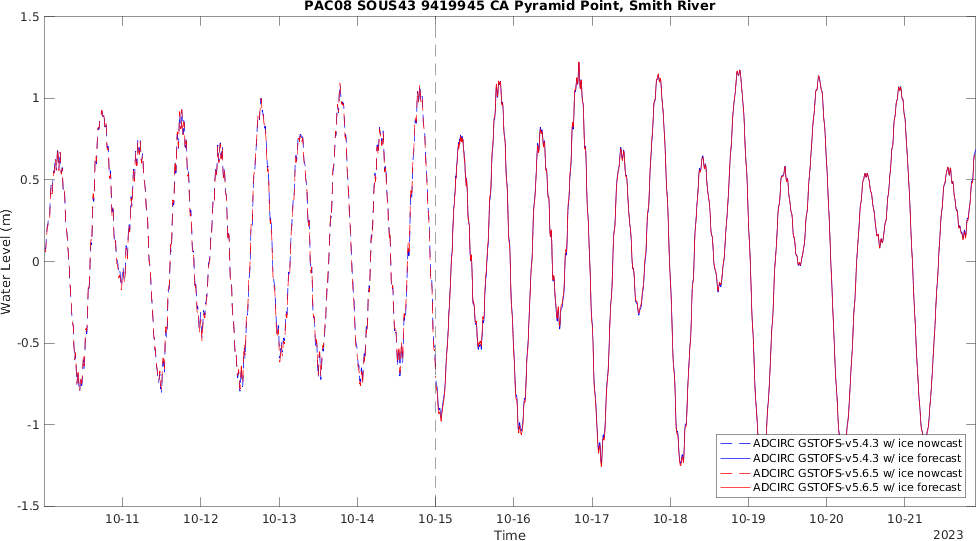 PAC08 SOUS43 9419945 CA Pyramid Point, Smith River
1.5
1
0.5
0
-0.5
-1
-1.5
Water Level (m)
ADCIRC GSTOFS-v5.4.3 w/ ice nowcast
ADCIRC GSTOFS-v5.4.3 w/ ice forecast
ADCIRC GSTOFS-v5.6.5 w/ ice nowcast
ADCIRC GSTOFS-v5.6.5 w/ ice forecast
10-11 10-12 10-13 10-14 10-15 10-16 10-17 10-18 10-19 10-20 10-21
Time
2023